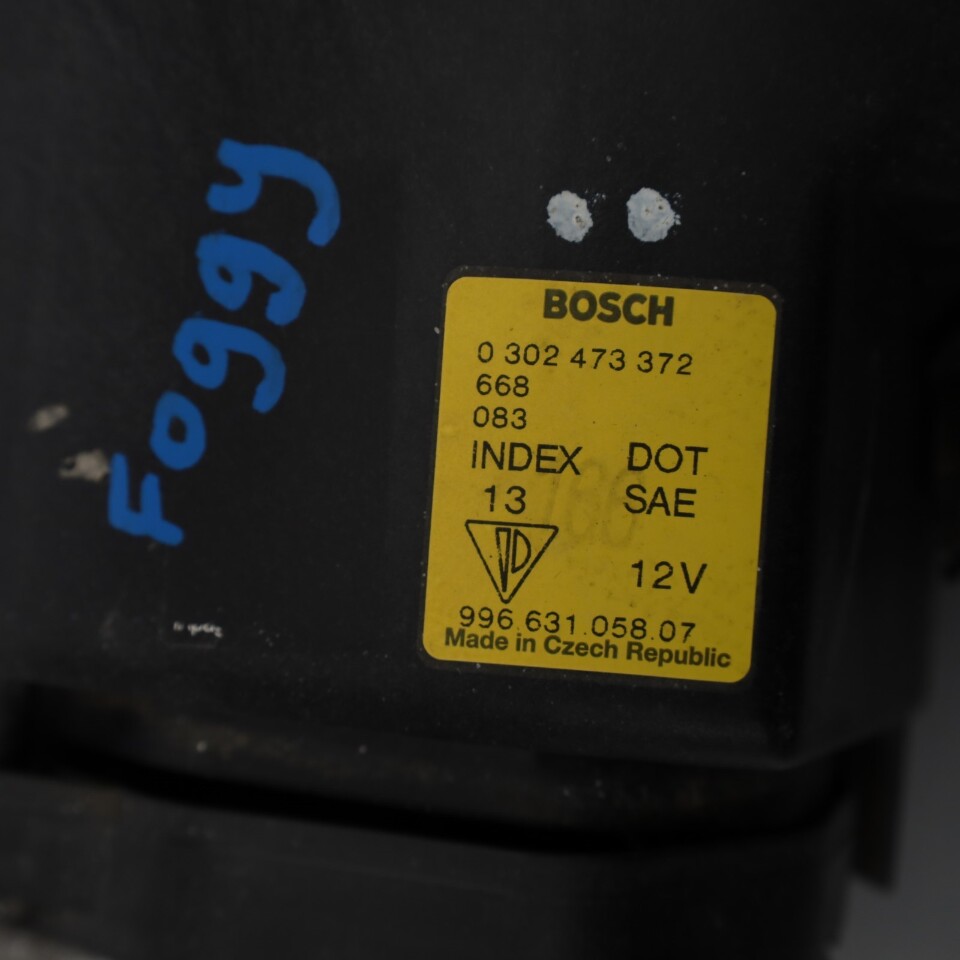 Foggy
BOSCH
0 302 473 372
668
083
INDEX DOT
13 SAE
12V
996.631.058.07
Made in Czech Republic